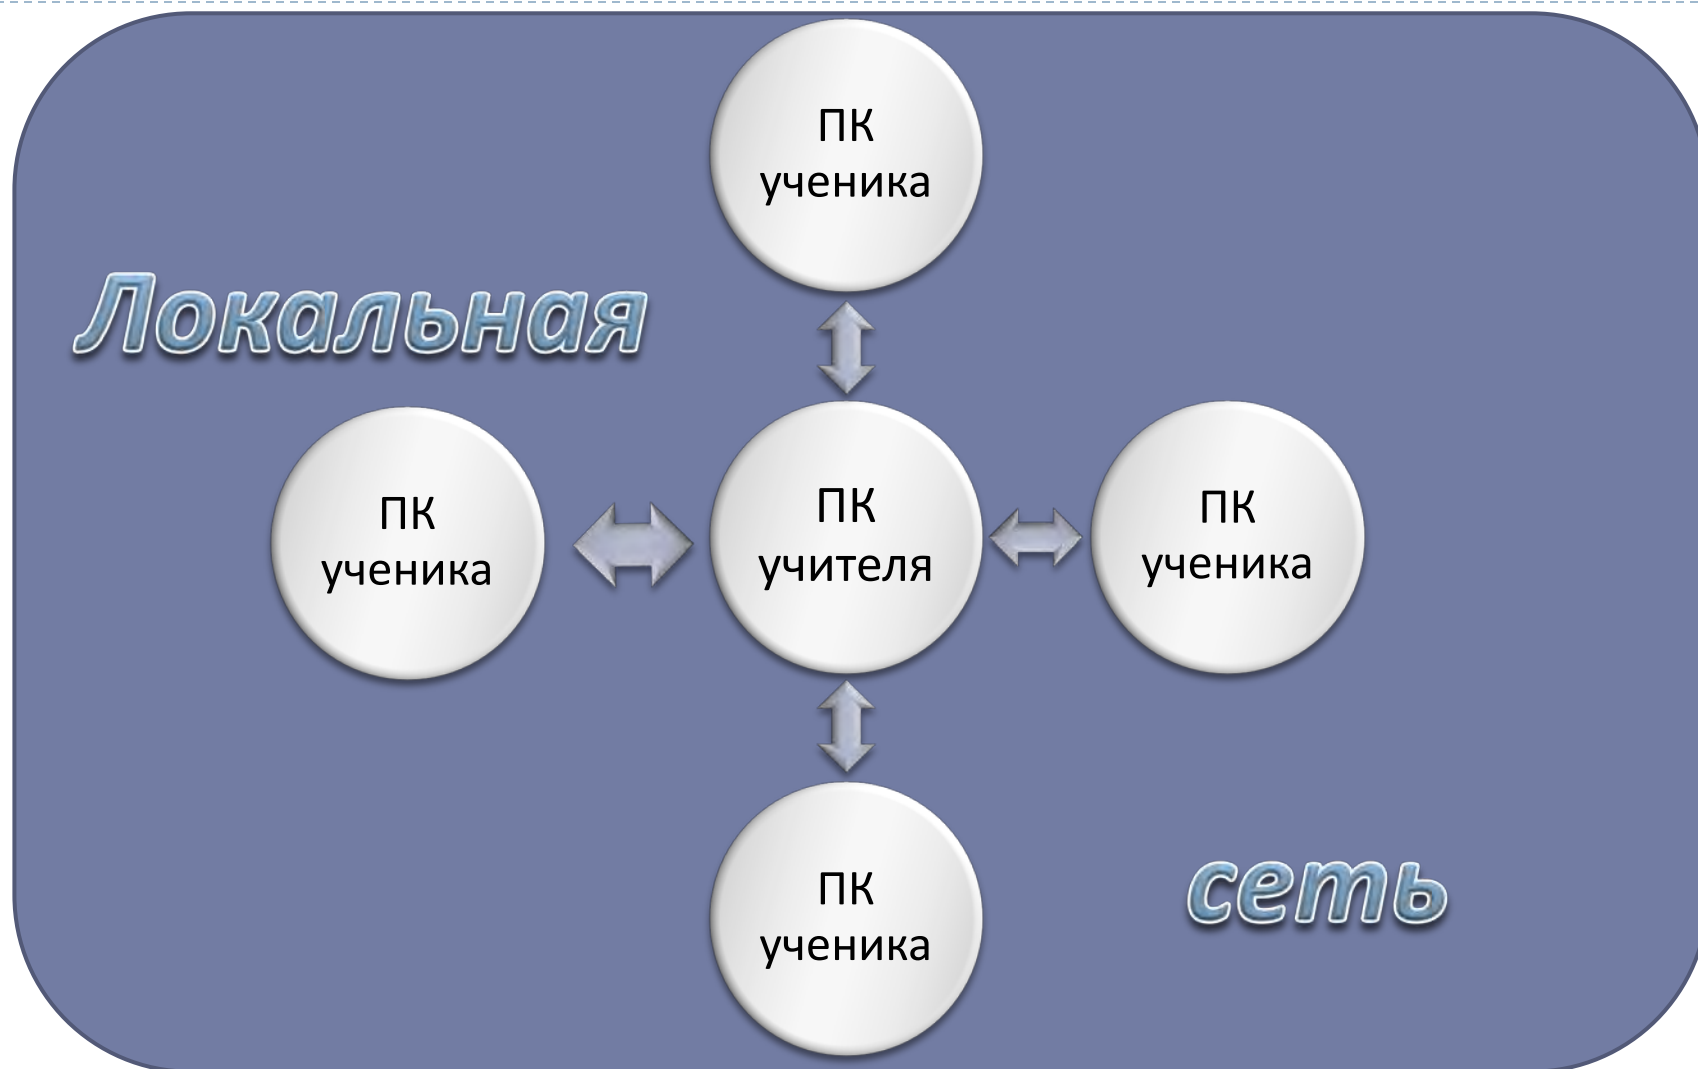 ПК
ученика
Локальная
ПК
ученика
ПК
учителя
ПК
ученика
ПК
ученика
сеть